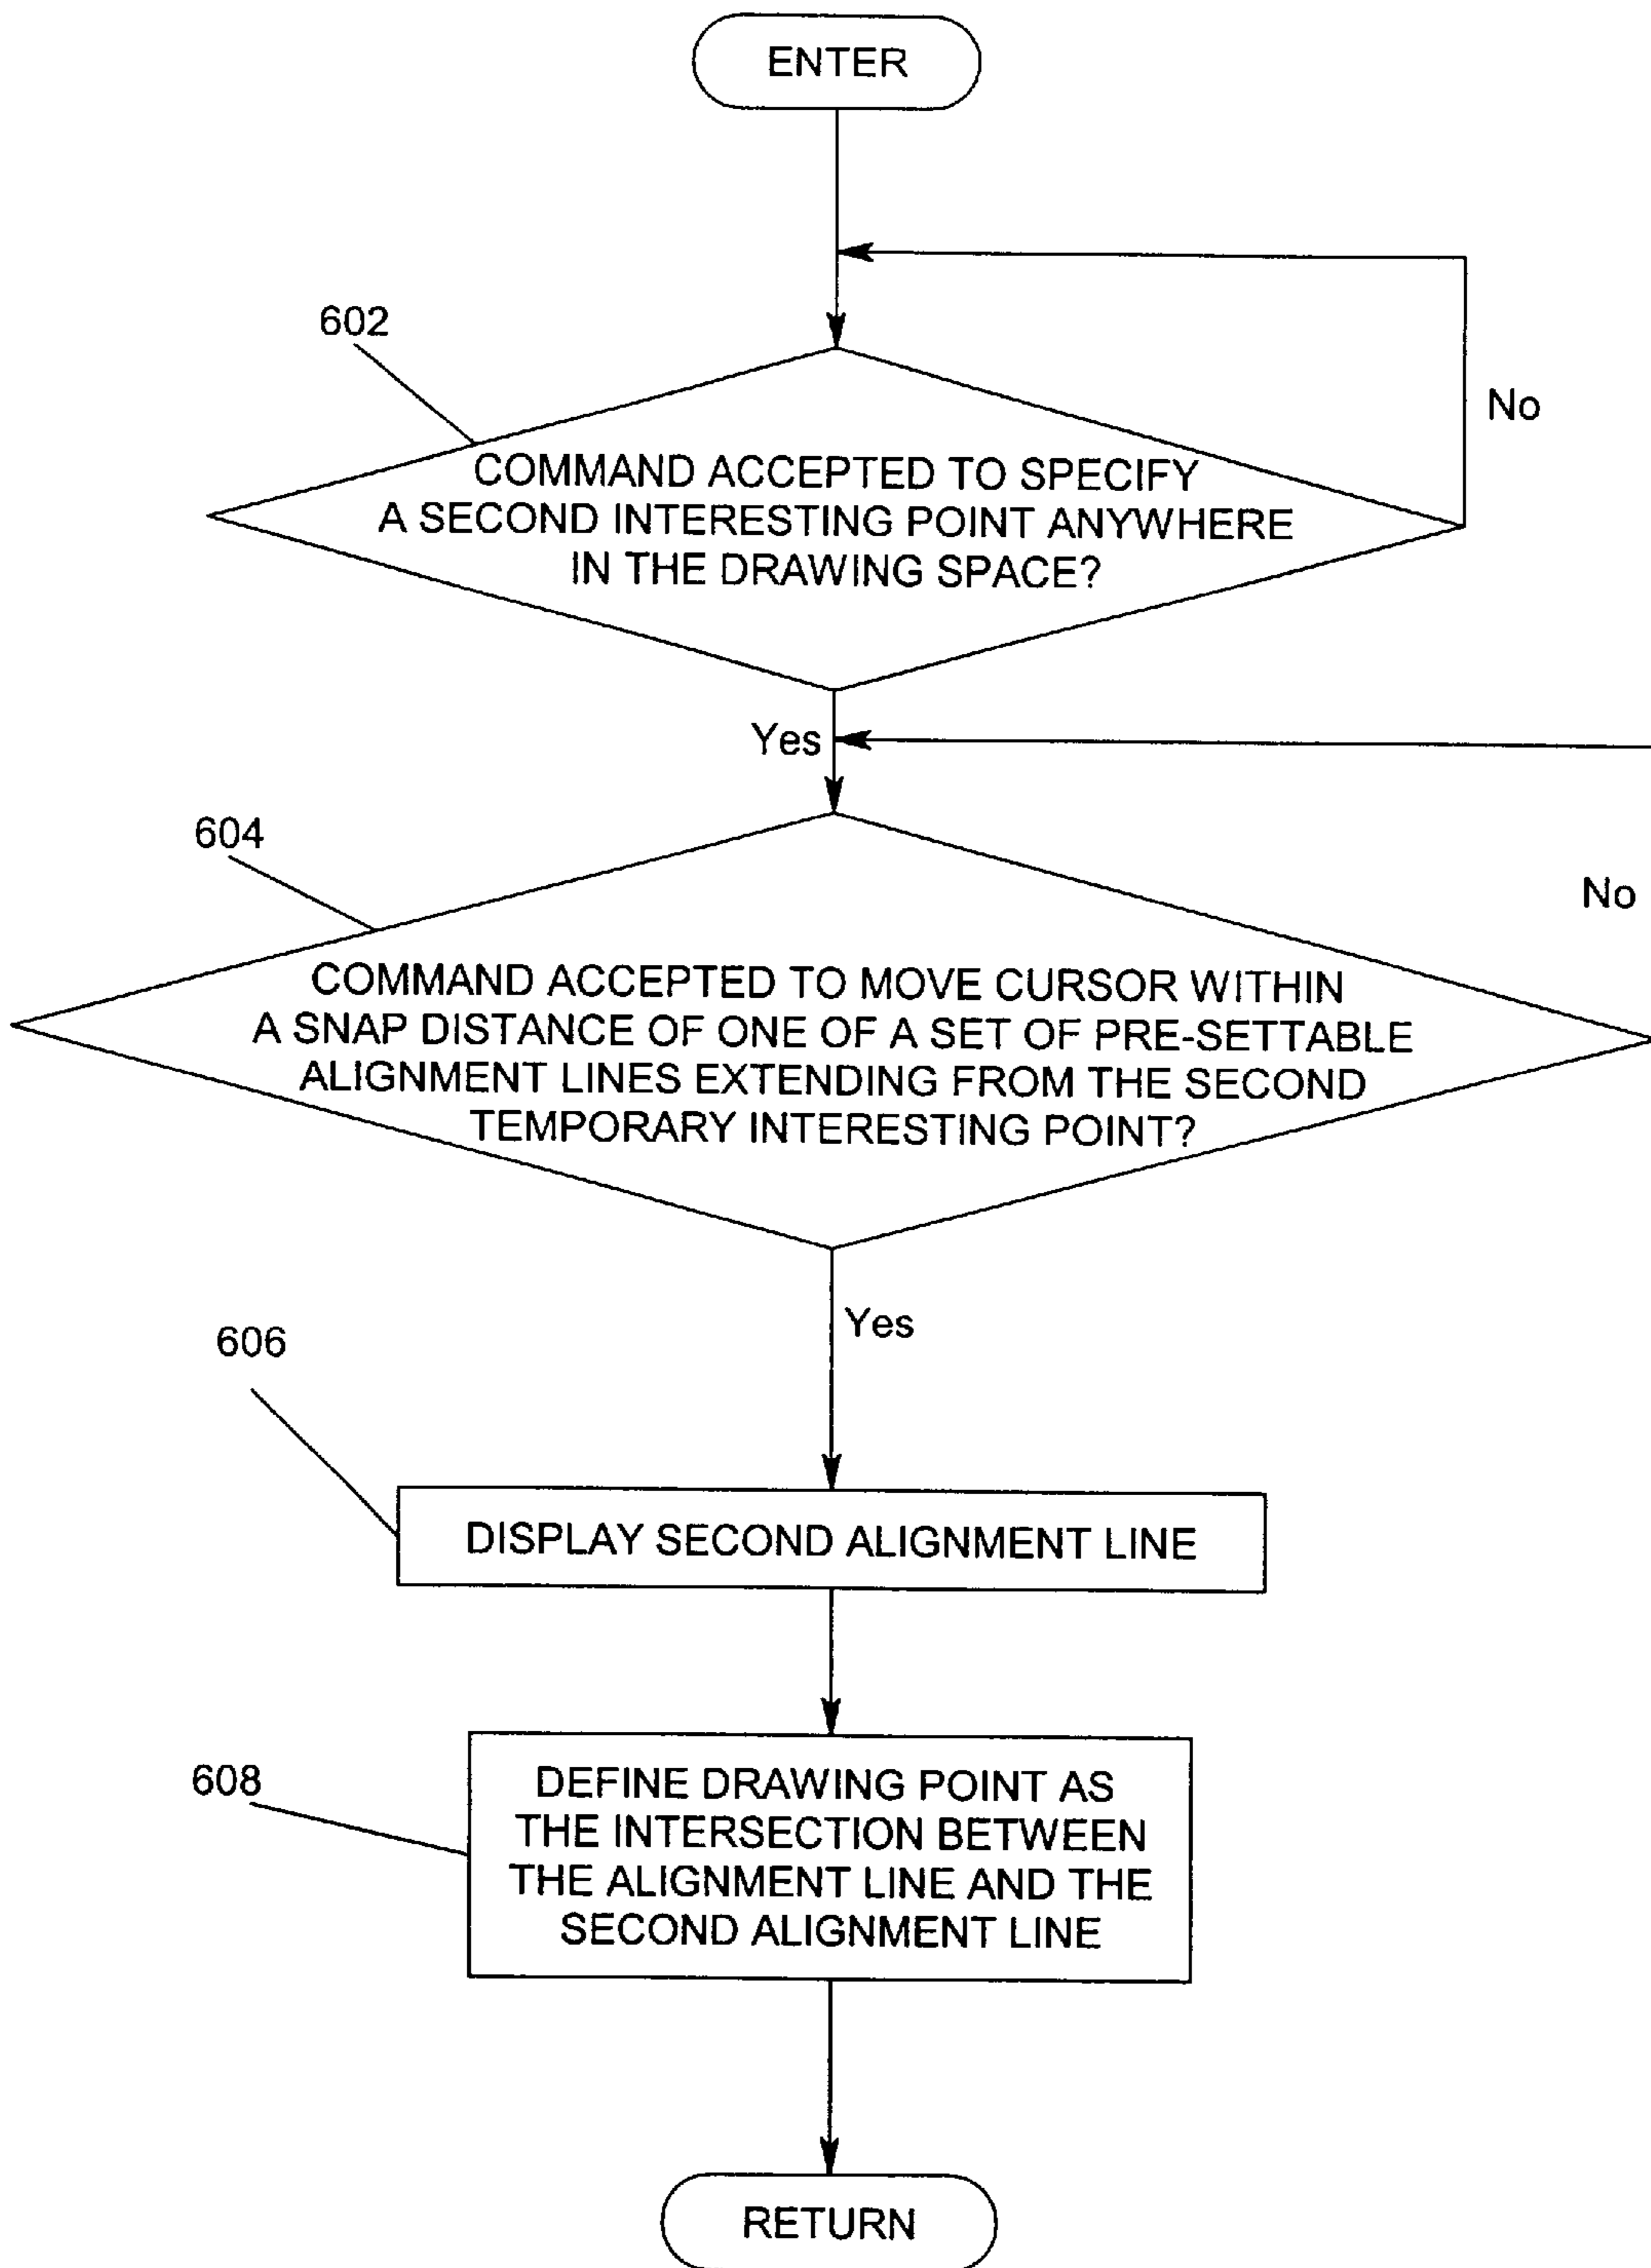 ENTER
602
No
COMMAND ACCEPTED TO SPECIFY
A SECOND INTERESTING POINT ANYWHERE
IN THE DRAWING SPACE?
Yes
604
No
COMMAND ACCEPTED TO MOVE CURSOR WITHIN
A SNAP DISTANCE OF ONE OF A SET OF PRE-SETTABLE
ALIGNMENT LINES EXTENDING FROM THE SECOND
TEMPORARY INTERESTING POINT?
Yes
606
DISPLAY SECOND ALIGNMENT LINE
608
DEFINE DRAWING POINT AS
THE INTERSECTION BETWEEN
THE ALIGNMENT LINE AND THE
SECOND ALIGNMENT LINE
RETURN